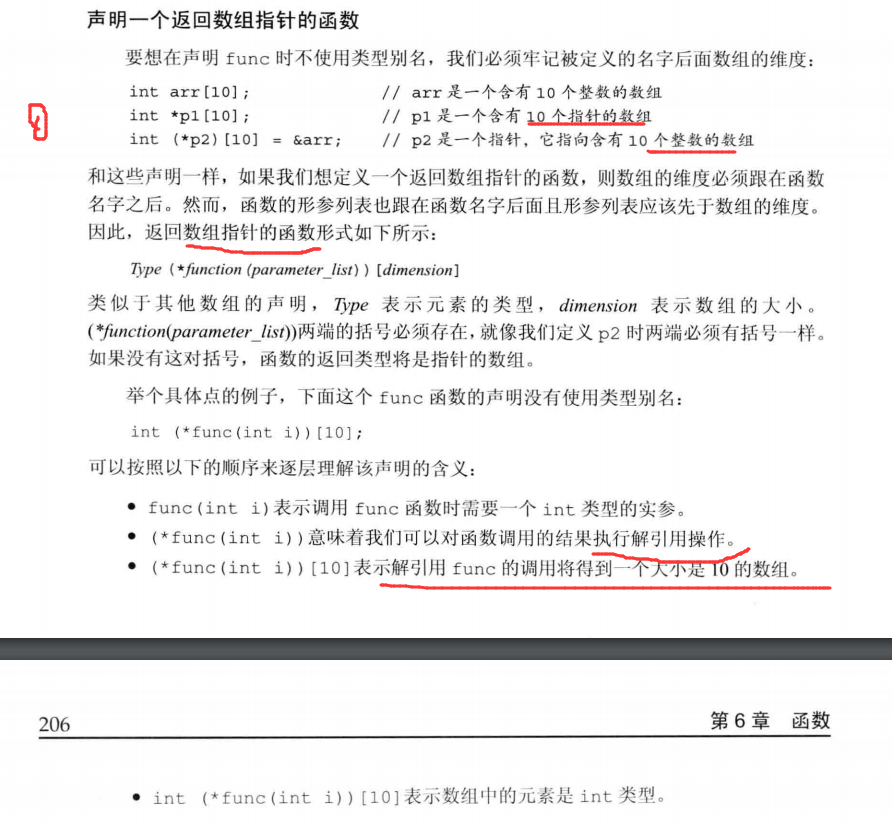 声明一个返回数组指针的函数
要想在声明 func 时不使用类型别名，我们必须牢记被定义的名字后面数组的维度：
int arr[10]; // arr 是一个含有 10 个整数的数组
int *p1[10]; // p1 是一个含有 10 个指针的数组
int (*p2)[10] = &arr; // p2 是一个指针，它指向含有 10 个整数的数组
和这些声明一样，如果我们想定义一个返回数组指针的函数，则数组的维度必须跟在函数
名字之后。然而，函数的形参列表也跟在函数名字后面且形参列表应该先于数组的维度。
因此，返回数组指针的函数形式如下所示：
Type (*function (parameter_list)) [dimension]
类似于其他数组的声明，Type 表示元素的类型，dimension 表示数组的大小。
(*function(parameter_list))两端的括号必须存在，就像我们定义 p2 时两端必须有括号一样。
如果没有这对括号，函数的返回类型将是指针的数组。
举个具体点的例子，下面这个 func 函数的声明没有使用类型别名：
int (*func(int i))[10];
可以按照以下的顺序来逐层理解该声明的含义：
• func(int i)表示调用 func 函数时需要一个 int 类型的实参。
• (*func(int i))意味着我们可以对函数调用的结果执行解引用操作。
• (*func(int i))[10]表示解引用 func 的调用将得到一个大小是 10 的数组。
206 第 6 章 函数
• int (*func(int i))[10]表示数组中的元素是 int 类型。